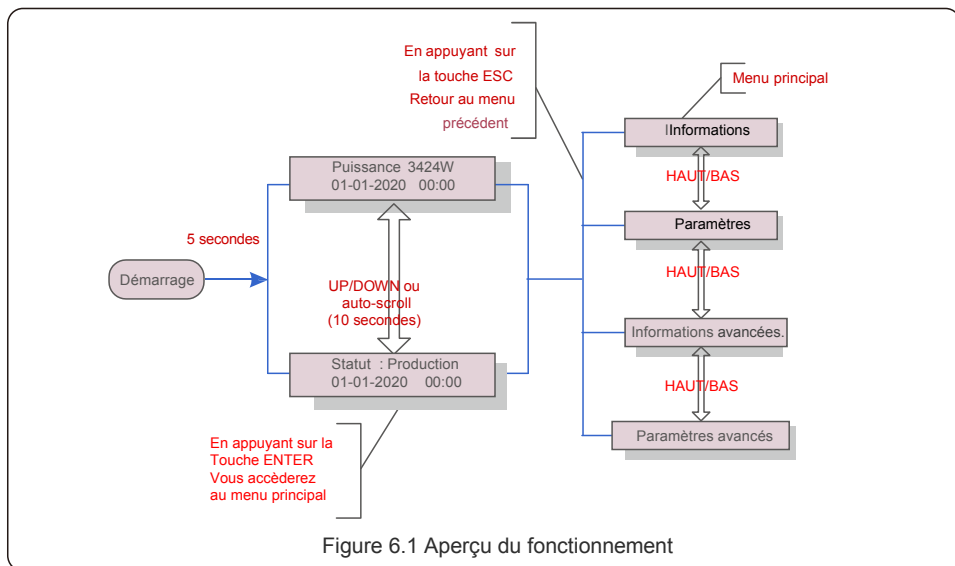 En appuyant sur
la touche ESC
Retour au menu
précédent
Menu principal
IInformations
HAUT/BAS
Puissance 3424W
01-01-2020 00:00
Paramètres
5 secondes
HAUT/BAS
Démarrage
UP/DOWN ou
auto-scroll
(10 secondes)
Informations avancées.
Statut : Production
01-01-2020 00:00
HAUT/BAS
Paramètres avancés
En appuyant sur la
Touche ENTER
Vous accèderez
au menu principal
Figure 6.1 Aperçu du fonctionnement